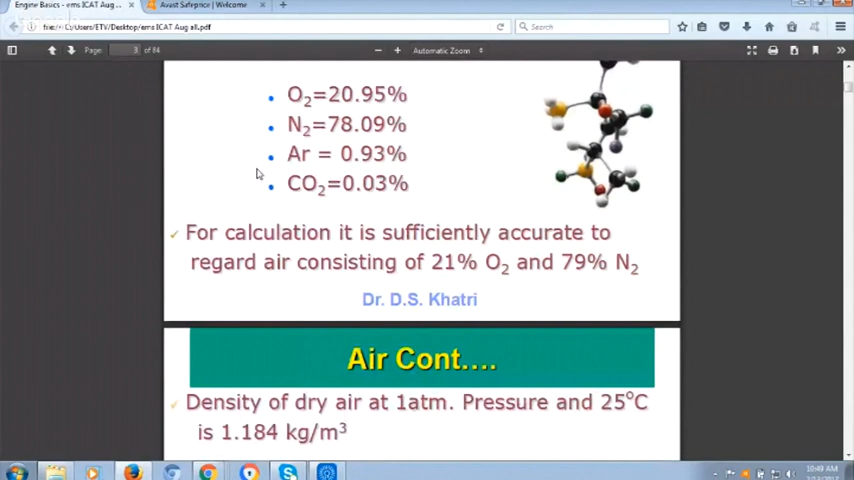 Engine Basics - ems ICAT Aug ...
Avast Safeprice | Welcome
file:///C:/Users/ETV/Desktop/ems ICAT Aug all.pdf
Search
Page: 3 of 84
Automatic Zoom
O₂=20.95%
N₂=78.09%
Ar = 0.93%
CO₂=0.03%
For calculation it is sufficiently accurate to
regard air consisting of 21% O₂ and 79% N₂
Dr. D.S. Khatri
Air Cont....
Density of dry air at 1atm. Pressure and 25°C
is 1.184 kg/m³
10:49 AM